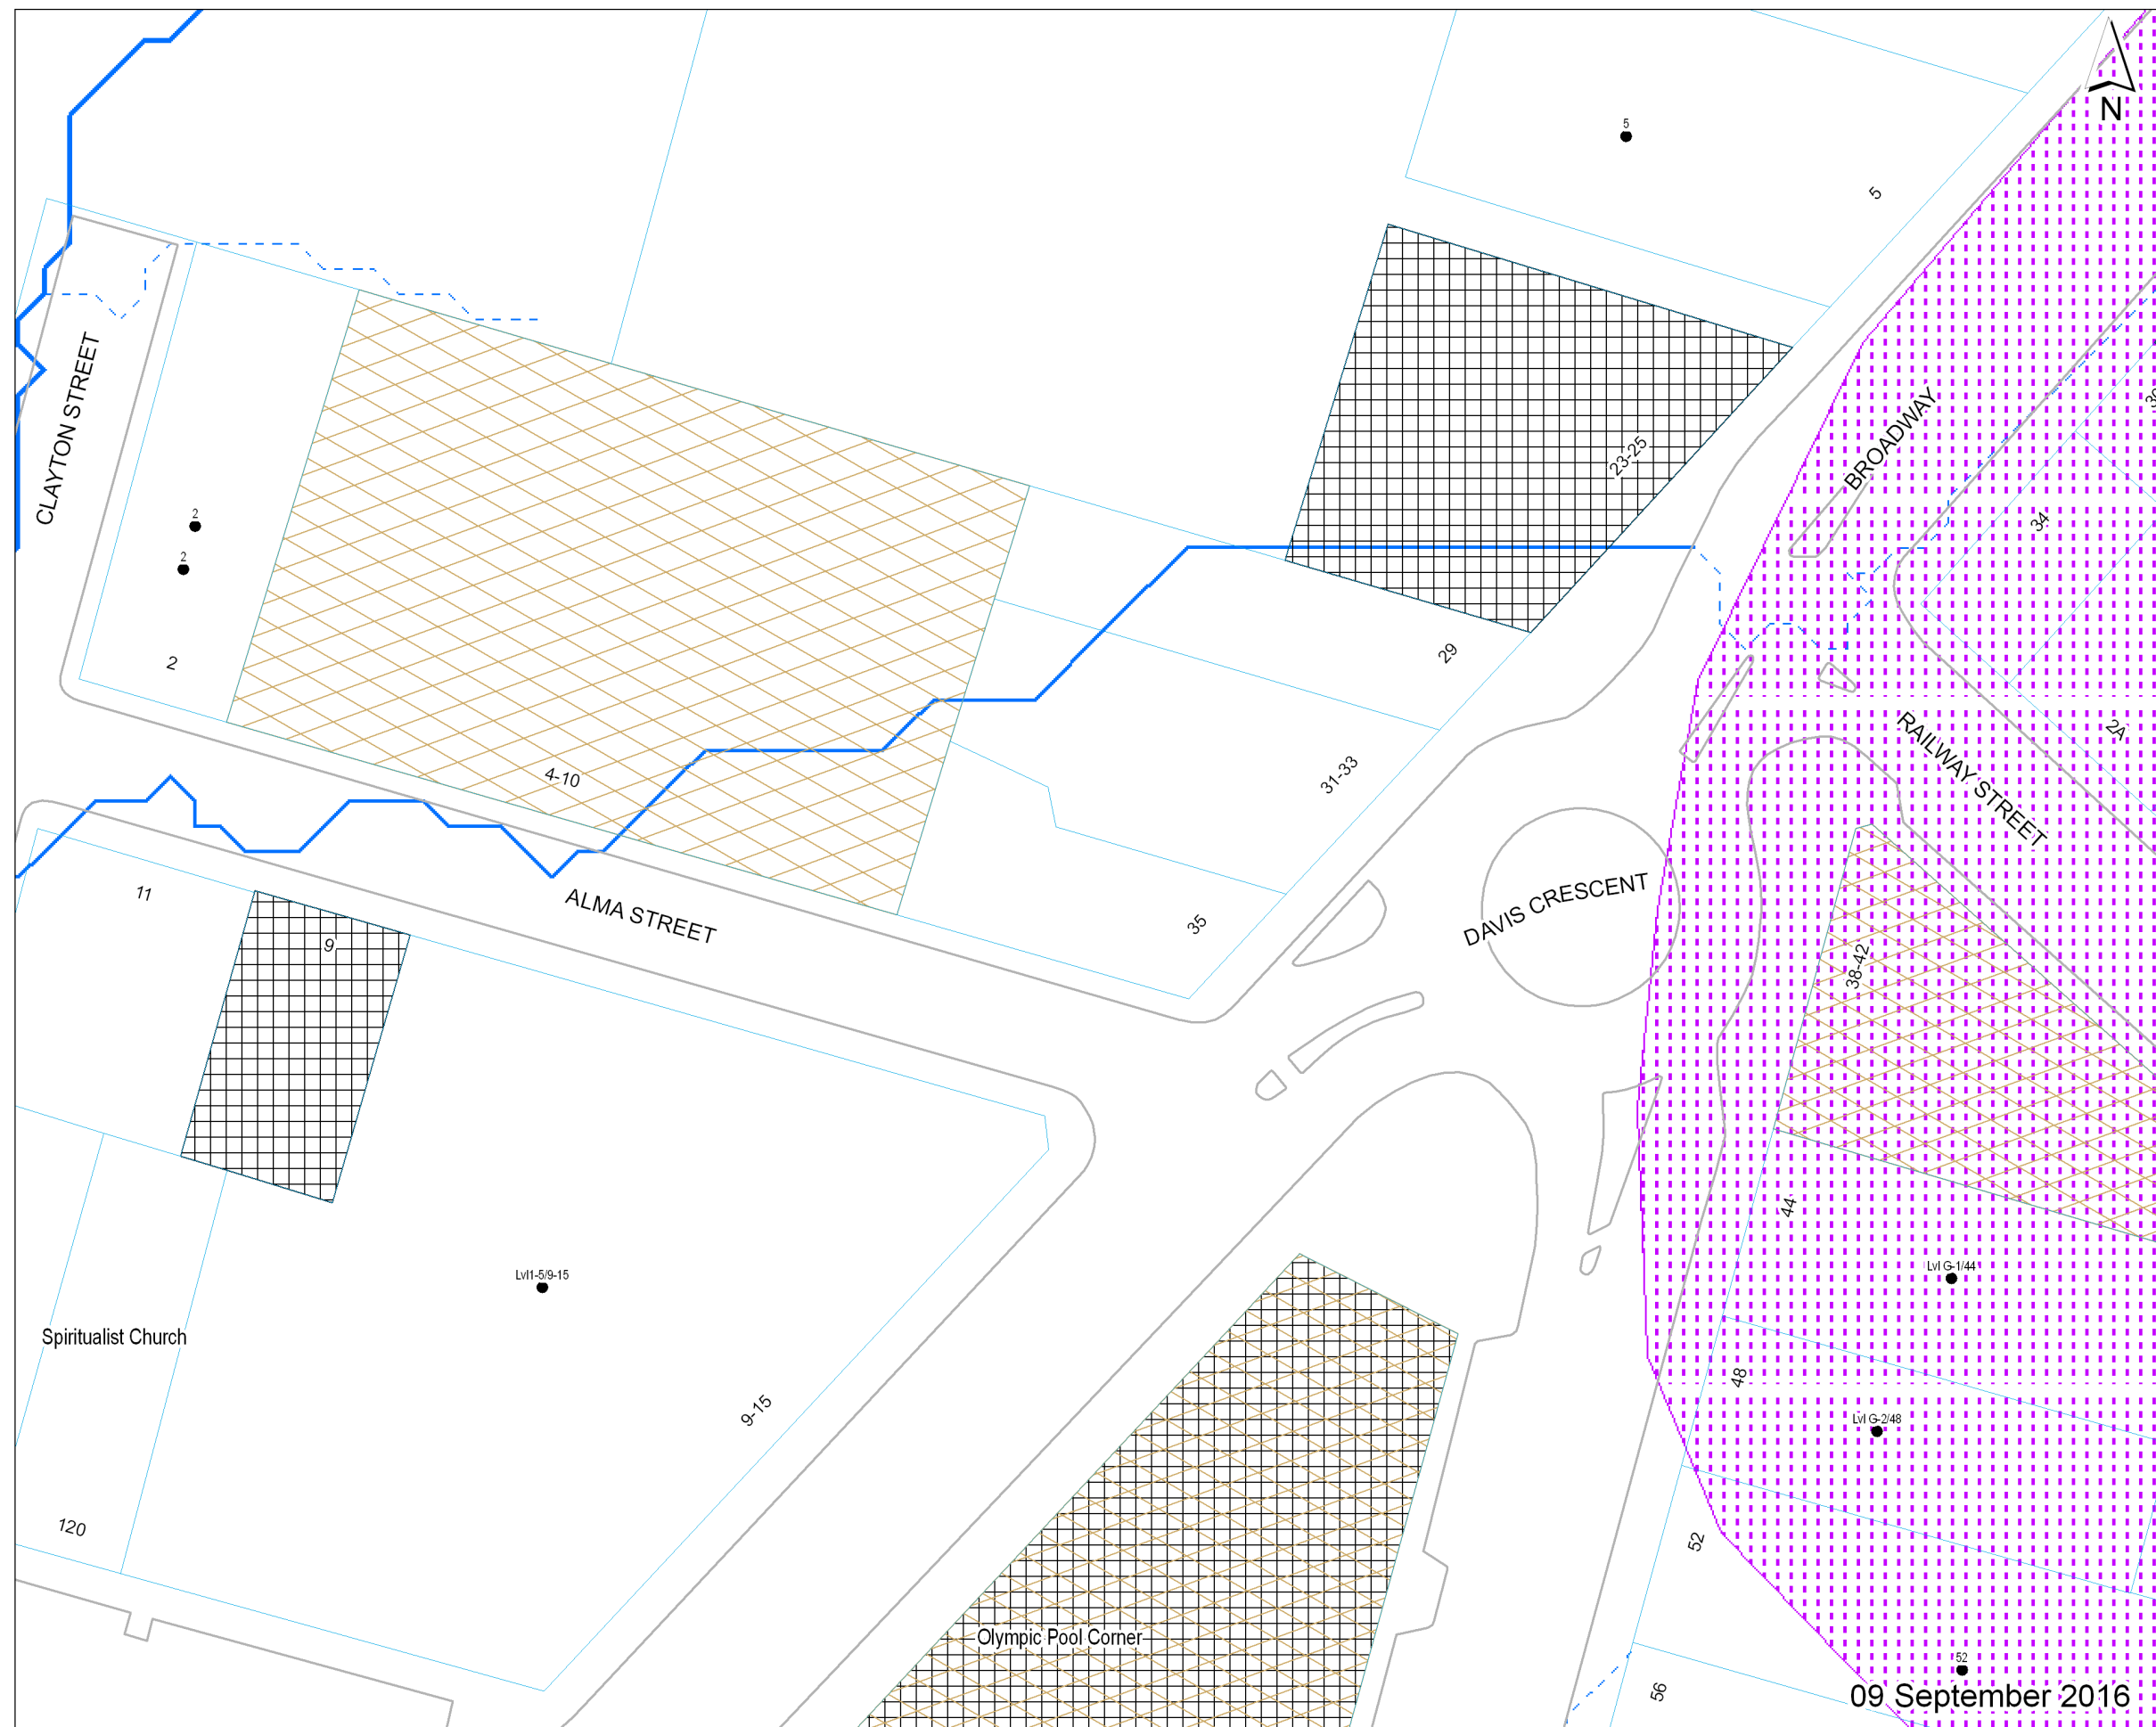 N
5
5
CLAYTON STREET
BROADWAY
23-25
34
2
2
2
29
2A
RAILWAY STREET
4-10
31-33
11
ALMA STREET
35
DAVIS CRESCENT
9
38-42
44
Lvl1-5/9-15
Lvl G-1/44
Spiritualist Church
48
9-15
Lvl G-2/48
120
52
Olympic Pool Corner
52
56
09 September 2016